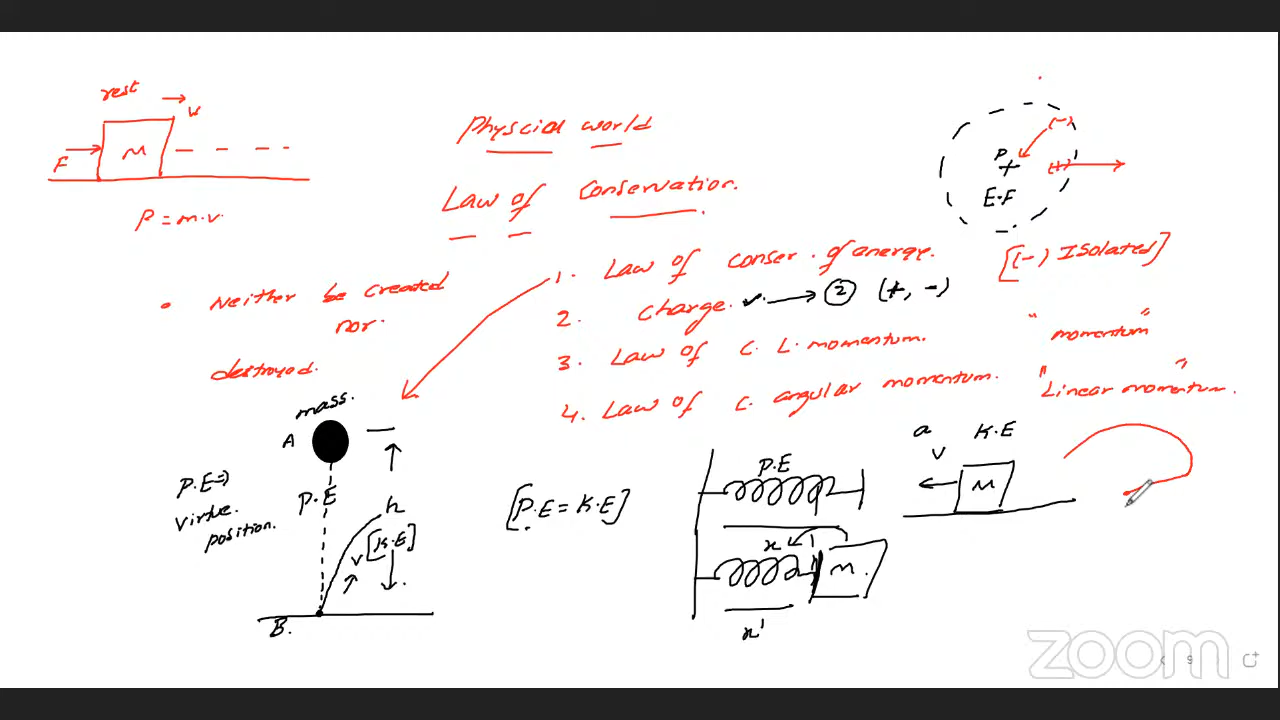 rest
v
F
M
P = m.v.
Physcial world
Law of Conservation.
P
+
(-)
(+)
E.F
• Neither be created
nor.
destroyed.
1. Law of conser. of energy.
2. charge. ✓. → ② (+, -)
3. Law of C. L. momentum.
4. Law of C. angular momentum.
[(-) Isolated]
"momentum"
"Linear momentum."
mass.
A
P.E ⇒
virtue.
position.
P.E
h
v [K.E]
B.
[P.E = K.E]
P.E
x
M.
x'
a
v
K.E
M
zoom
9